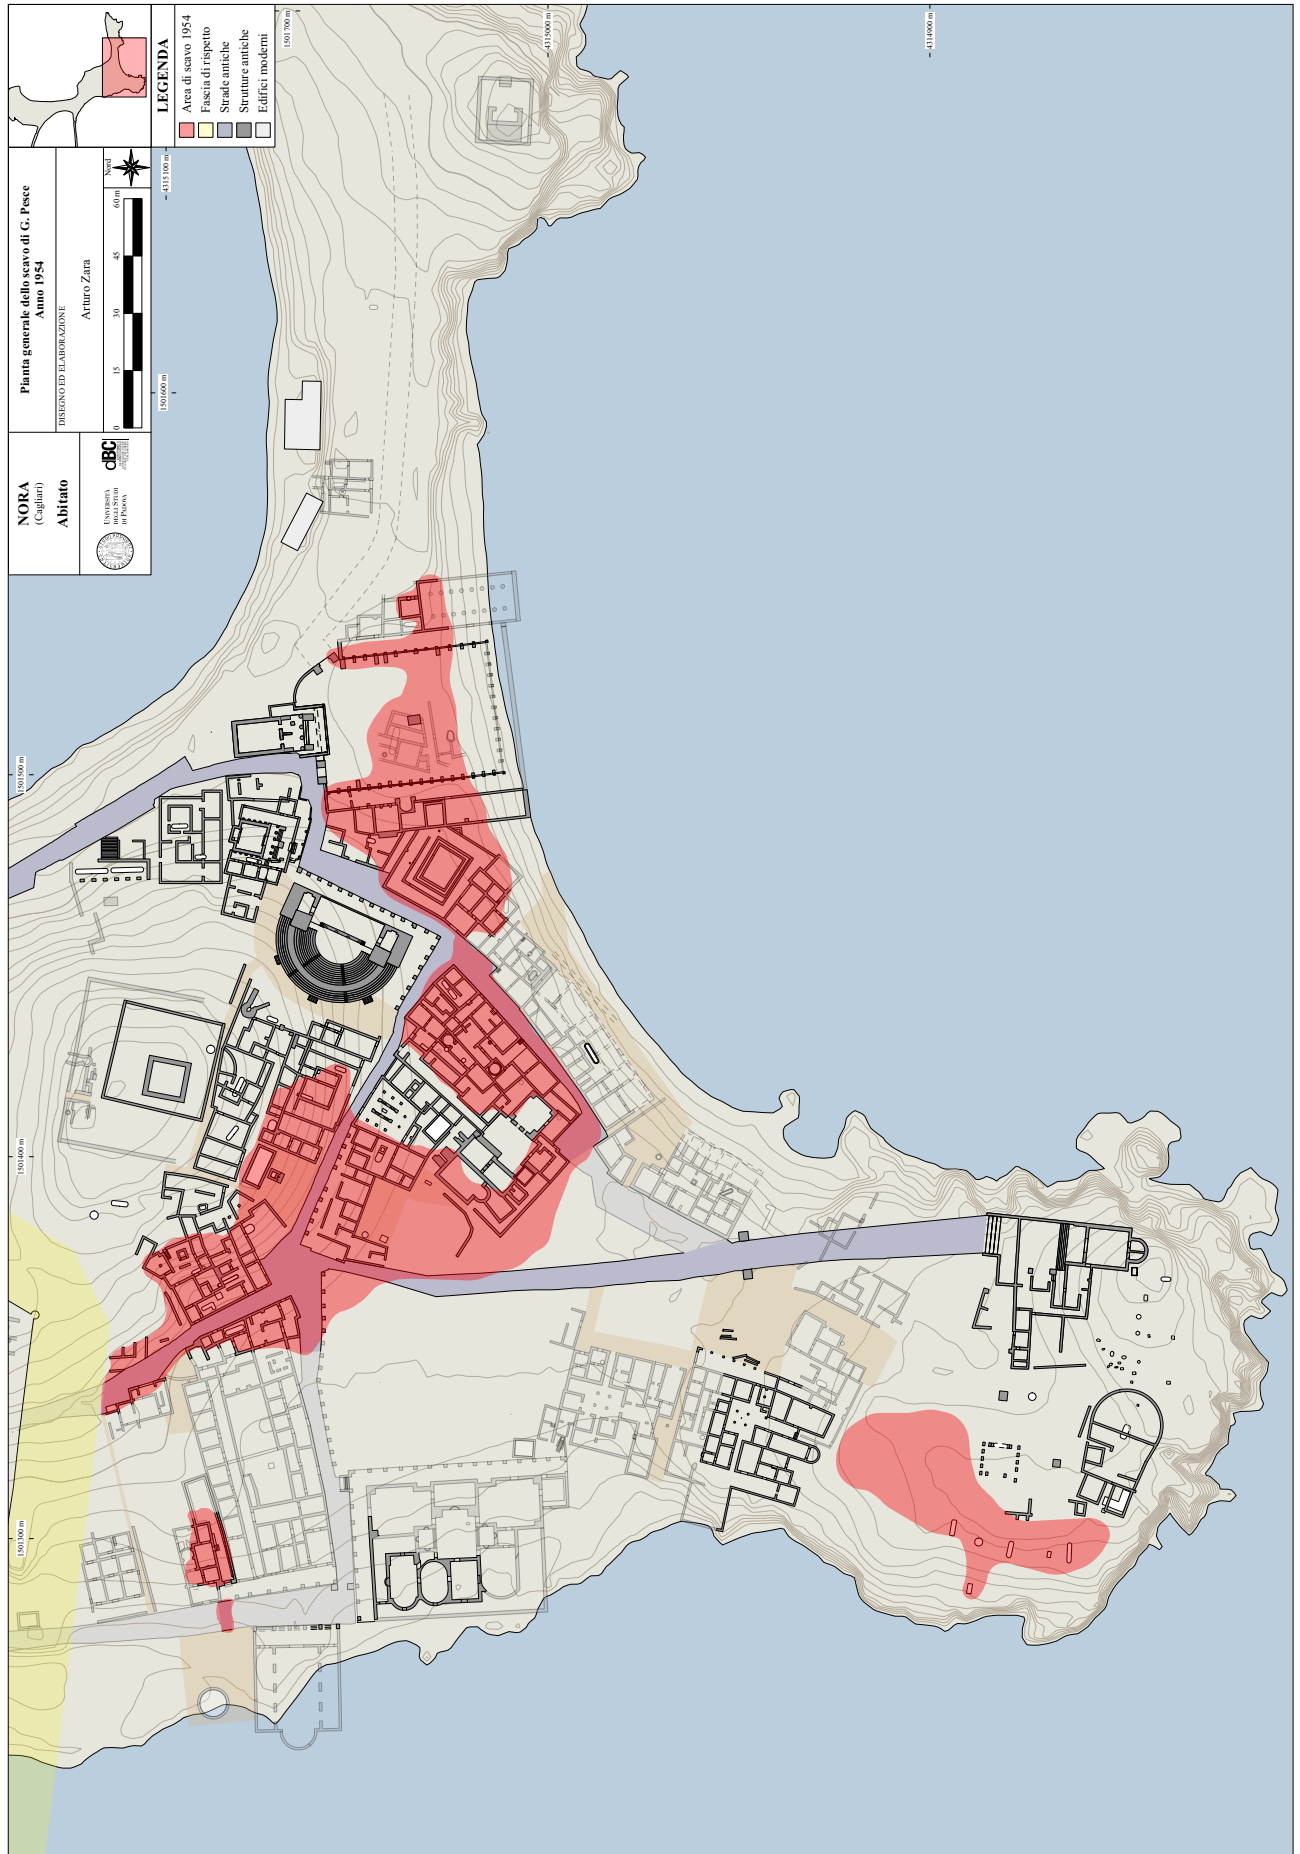 NORA
(Cagliari)
Abitato
UNIVERSITÀ
DEGLI STUDI
DI PADOVA
dBC
Pianta generale dello scavo di G. Pesce
Anno 1954
DISEGNO ED ELABORAZIONE
Arturo Zara
0
15
30
45
60 m
Nord
LEGENDA
Area di scavo 1954
Fascia di rispetto
Strade antiche
Strutture antiche
Edifici moderni
1501700 m
4315000 m
4314900 m
4315100 m
1501600 m
1501500 m
1501400 m
1501300 m